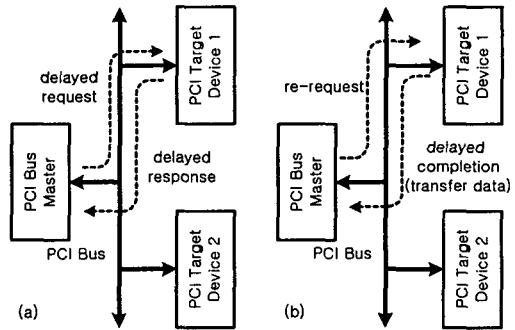 delayed
request
PCI Target
Device 1
PCI Bus
Master
delayed
response
PCI Bus
PCI Target
Device 2
(a)
re-request
PCI Target
Device 1
PCI Bus
Master
delayed
completion
(transfer data)
PCI Bus
PCI Target
Device 2
(b)